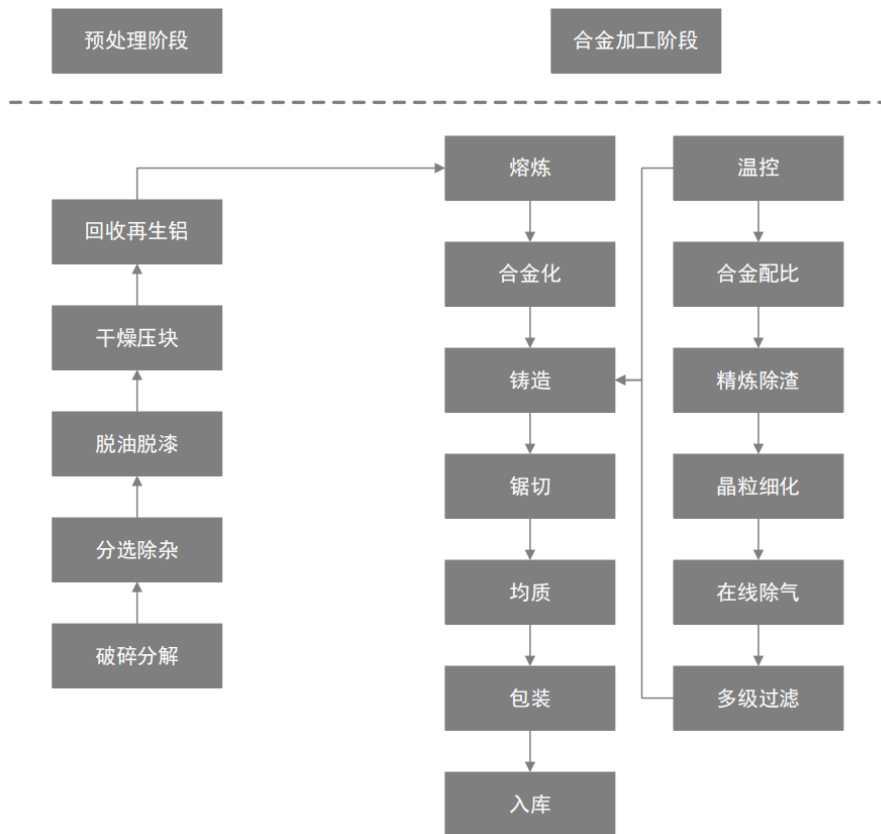 预处理阶段
合金加工阶段
回收再生铝
干燥压块
脱油脱漆
分选除杂
破碎分解
熔炼
合金化
铸造
锯切
均质
包装
入库
温控
合金配比
精炼除渣
晶粒细化
在线除气
多级过滤